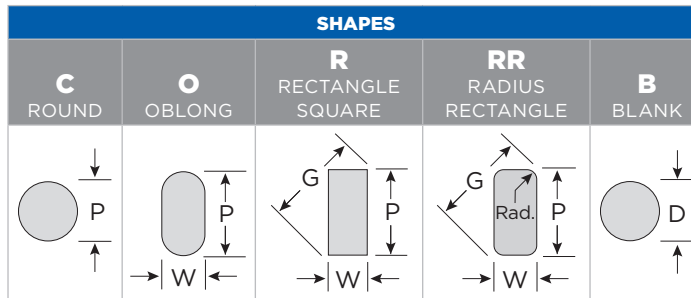 SHAPES
C
ROUND
O
OBLONG
R
RECTANGLE
SQUARE
RR
RADIUS
RECTANGLE
B
BLANK
P
P
W
G
P
W
G
Rad.
P
W
D